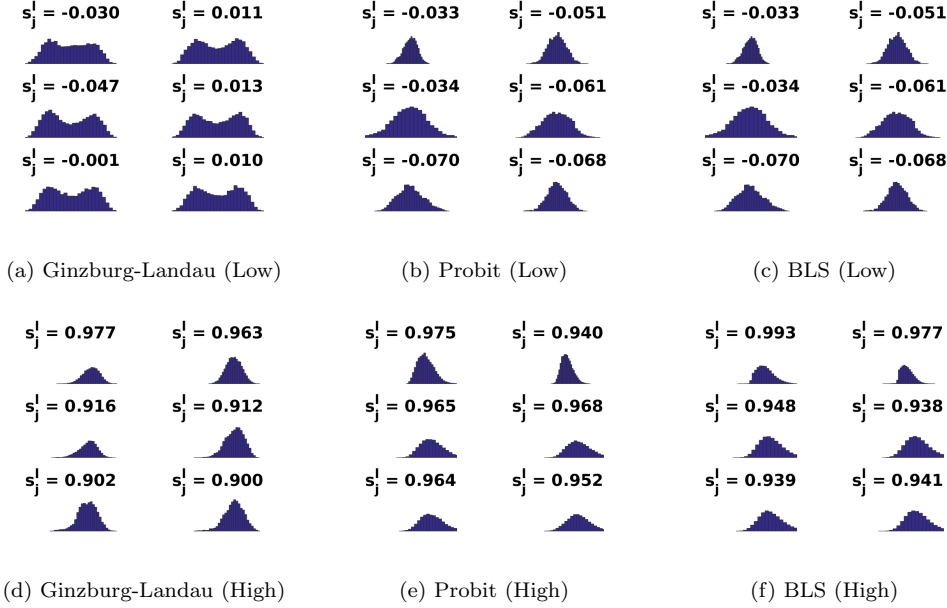 s_j^l = -0.030 s_j^l = 0.011 s_j^l = -0.033 s_j^l = -0.051 s_j^l = -0.033 s_j^l = -0.051
s_j^l = -0.047 s_j^l = 0.013 s_j^l = -0.034 s_j^l = -0.061 s_j^l = -0.034 s_j^l = -0.061
s_j^l = -0.001 s_j^l = 0.010 s_j^l = -0.070 s_j^l = -0.068 s_j^l = -0.070 s_j^l = -0.068
(a) Ginzburg-Landau (Low) (b) Probit (Low) (c) BLS (Low)
s_j^l = 0.977 s_j^l = 0.963 s_j^l = 0.975 s_j^l = 0.940 s_j^l = 0.993 s_j^l = 0.977
s_j^l = 0.916 s_j^l = 0.912 s_j^l = 0.965 s_j^l = 0.968 s_j^l = 0.948 s_j^l = 0.938
s_j^l = 0.902 s_j^l = 0.900 s_j^l = 0.964 s_j^l = 0.952 s_j^l = 0.939 s_j^l = 0.941
(d) Ginzburg-Landau (High) (e) Probit (High) (f) BLS (High)